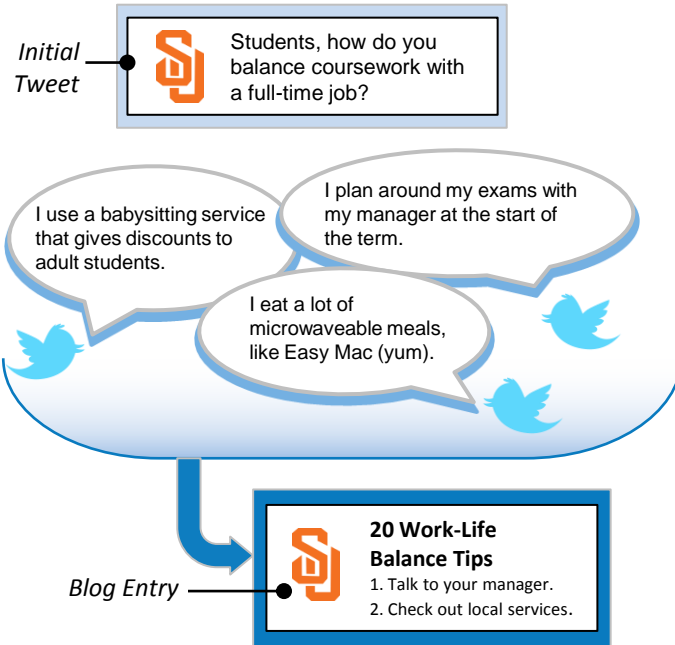 Initial
Tweet
SU
Students, how do you
balance coursework with
a full-time job?
I use a babysitting service
that gives discounts to
adult students.
I plan around my exams with
my manager at the start of
the term.
I eat a lot of
microwaveable meals,
like Easy Mac (yum).
Blog Entry
SU
20 Work-Life
Balance Tips
1. Talk to your manager.
2. Check out local services.